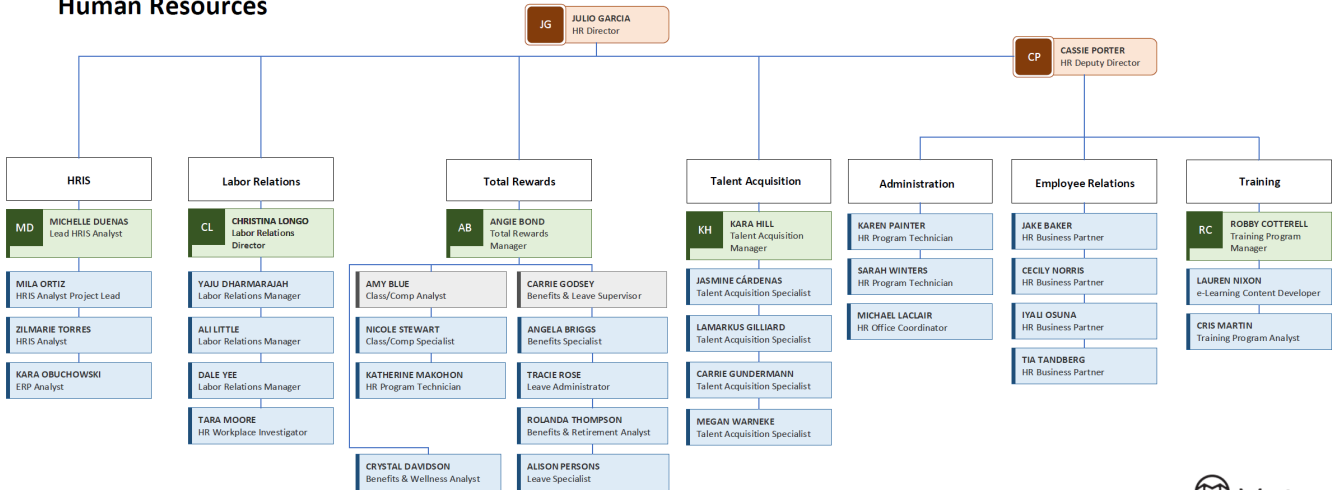 Human Resources
JG
JULIO GARCIA
HR Director
CP
CASSIE PORTER
HR Deputy Director
HRIS
MD
MICHELLE DUENAS
Lead HRIS Analyst
MILA ORTIZ
HRIS Analyst Project Lead
ZILMARIE TORRES
HRIS Analyst
KARA OBUCHOWSKI
ERP Analyst
Labor Relations
CL
CHRISTINA LONGO
Labor Relations
Director
YAJU DHARMARAJAH
Labor Relations Manager
ALI LITTLE
Labor Relations Manager
DALE YEE
Labor Relations Manager
TARA MOORE
HR Workplace Investigator
Total Rewards
AB
ANGIE BOND
Total Rewards
Manager
AMY BLUE
Class/Comp Analyst
NICOLE STEWART
Class/Comp Specialist
KATHERINE MAKOHON
HR Program Technician
CRYSTAL DAVIDSON
Benefits & Wellness Analyst
CARRIE GODSEY
Benefits & Leave Supervisor
ANGELA BRIGGS
Benefits Specialist
TRACIE ROSE
Leave Administrator
ROLANDA THOMPSON
Benefits & Retirement Analyst
ALISON PERSONS
Leave Specialist
Talent Acquisition
KH
KARA HILL
Talent Acquisition
Manager
JASMINE CÁRDENAS
Talent Acquisition Specialist
LAMARKUS GILLIARD
Talent Acquisition Specialist
CARRIE GUNDERMANN
Talent Acquisition Specialist
MEGAN WARNEKE
Talent Acquisition Specialist
Administration
KAREN PAINTER
HR Program Technician
SARAH WINTERS
HR Program Technician
MICHAEL LACLAIR
HR Office Coordinator
Employee Relations
JAKE BAKER
HR Business Partner
CECILY NORRIS
HR Business Partner
IYALI OSUNA
HR Business Partner
TIA TANDBERG
HR Business Partner
Training
RC
ROBBY COTTERELL
Training Program
Manager
LAUREN NIXON
e-Learning Content Developer
CRIS MARTIN
Training Program Analyst